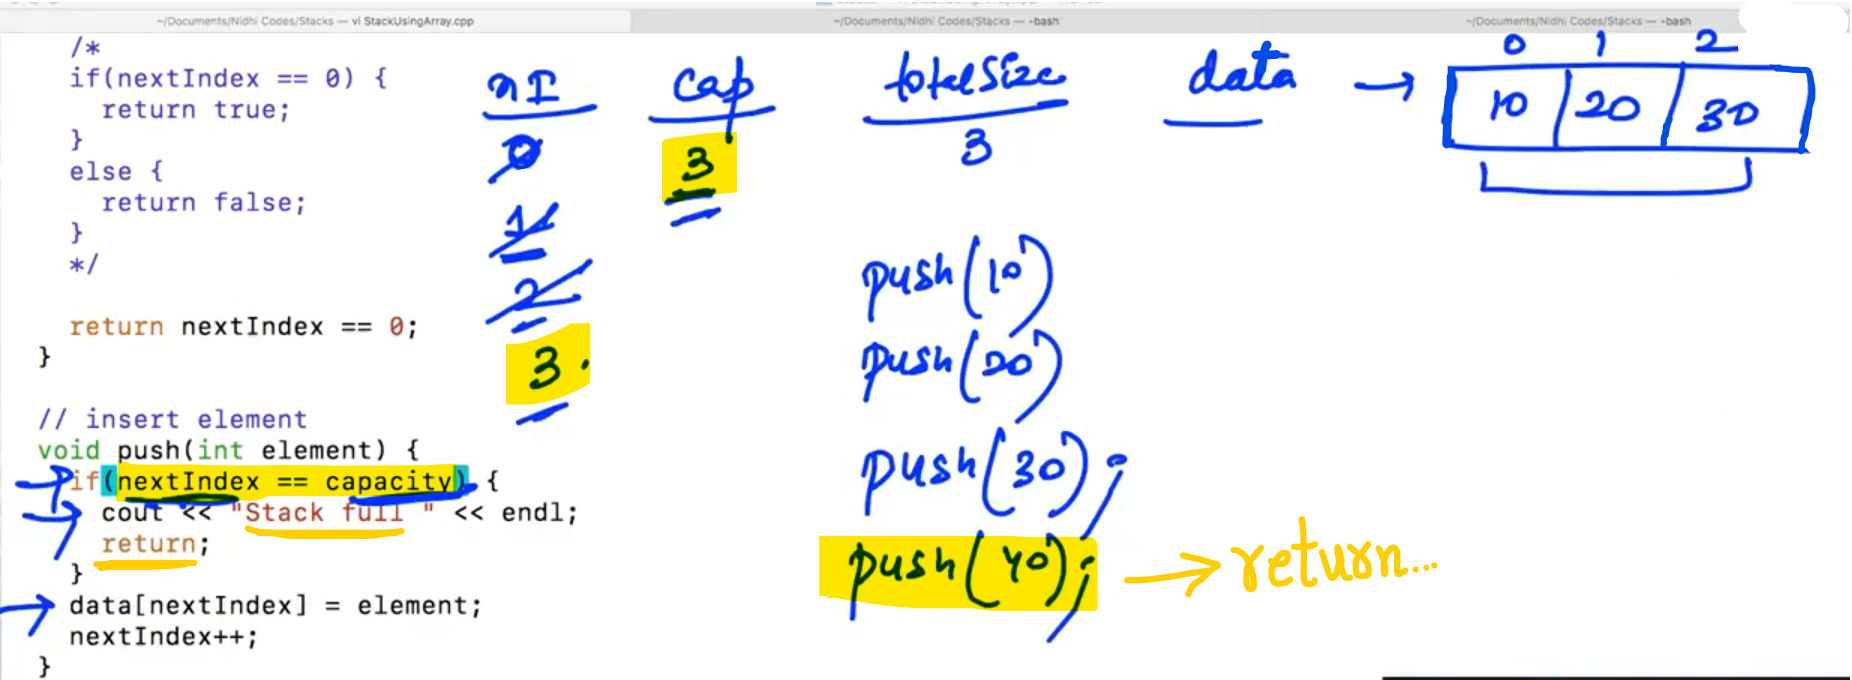 ~/Documents/Nidhi Codes/Stacks — vi StackUsingArray.cpp
~/Documents/Nidhi Codes/Stacks — -bash
~/Documents/Nidhi Codes/Stacks — -bash
/*
if(nextIndex == 0) {
return true;
}
else {
return false;
}
*/
return nextIndex == 0;
}
// insert element
void push(int element) {
if(nextIndex == capacity) {
cout << "Stack full " << endl;
return;
}
data[nextIndex] = element;
nextIndex++;
}
nI cap totalSize data →
0 1 2
10 20 30
0 3 3
1
2
3.
push(10)
push(20)
push(30);
push(40); → return...